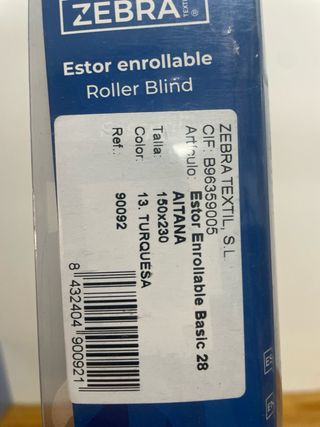 ZEBRA®
TEXTIL
Estor enrollable
Roller Blind
ZEBRA TEXTIL, S.L
CIF: B96359005
Artículo: Estor Enrollable Basic 28
AITANA
Talla: 150x230
Color: 13. TURQUESA
Ref.: 90092
8 432404 900921